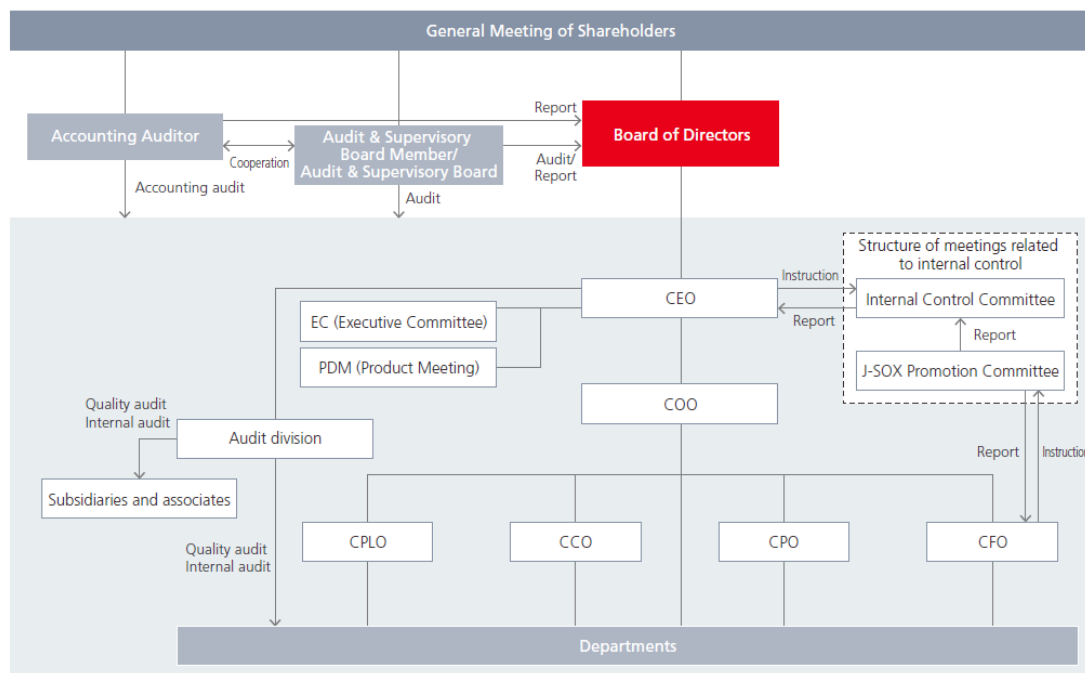 General Meeting of Shareholders
Report
Accounting Auditor
Audit & Supervisory
Board Member/
Audit & Supervisory Board
Board of Directors
Cooperation
Audit/
Report
Accounting audit
Audit
Structure of meetings related
to internal control
Instruction
CEO
Internal Control Committee
EC (Executive Committee)
Report
Report
PDM (Product Meeting)
J-SOX Promotion Committee
COO
Quality audit
Internal audit
Audit division
Report
Instruction
Subsidiaries and associates
CPLO
CCO
CPO
CFO
Quality audit
Internal audit
Departments